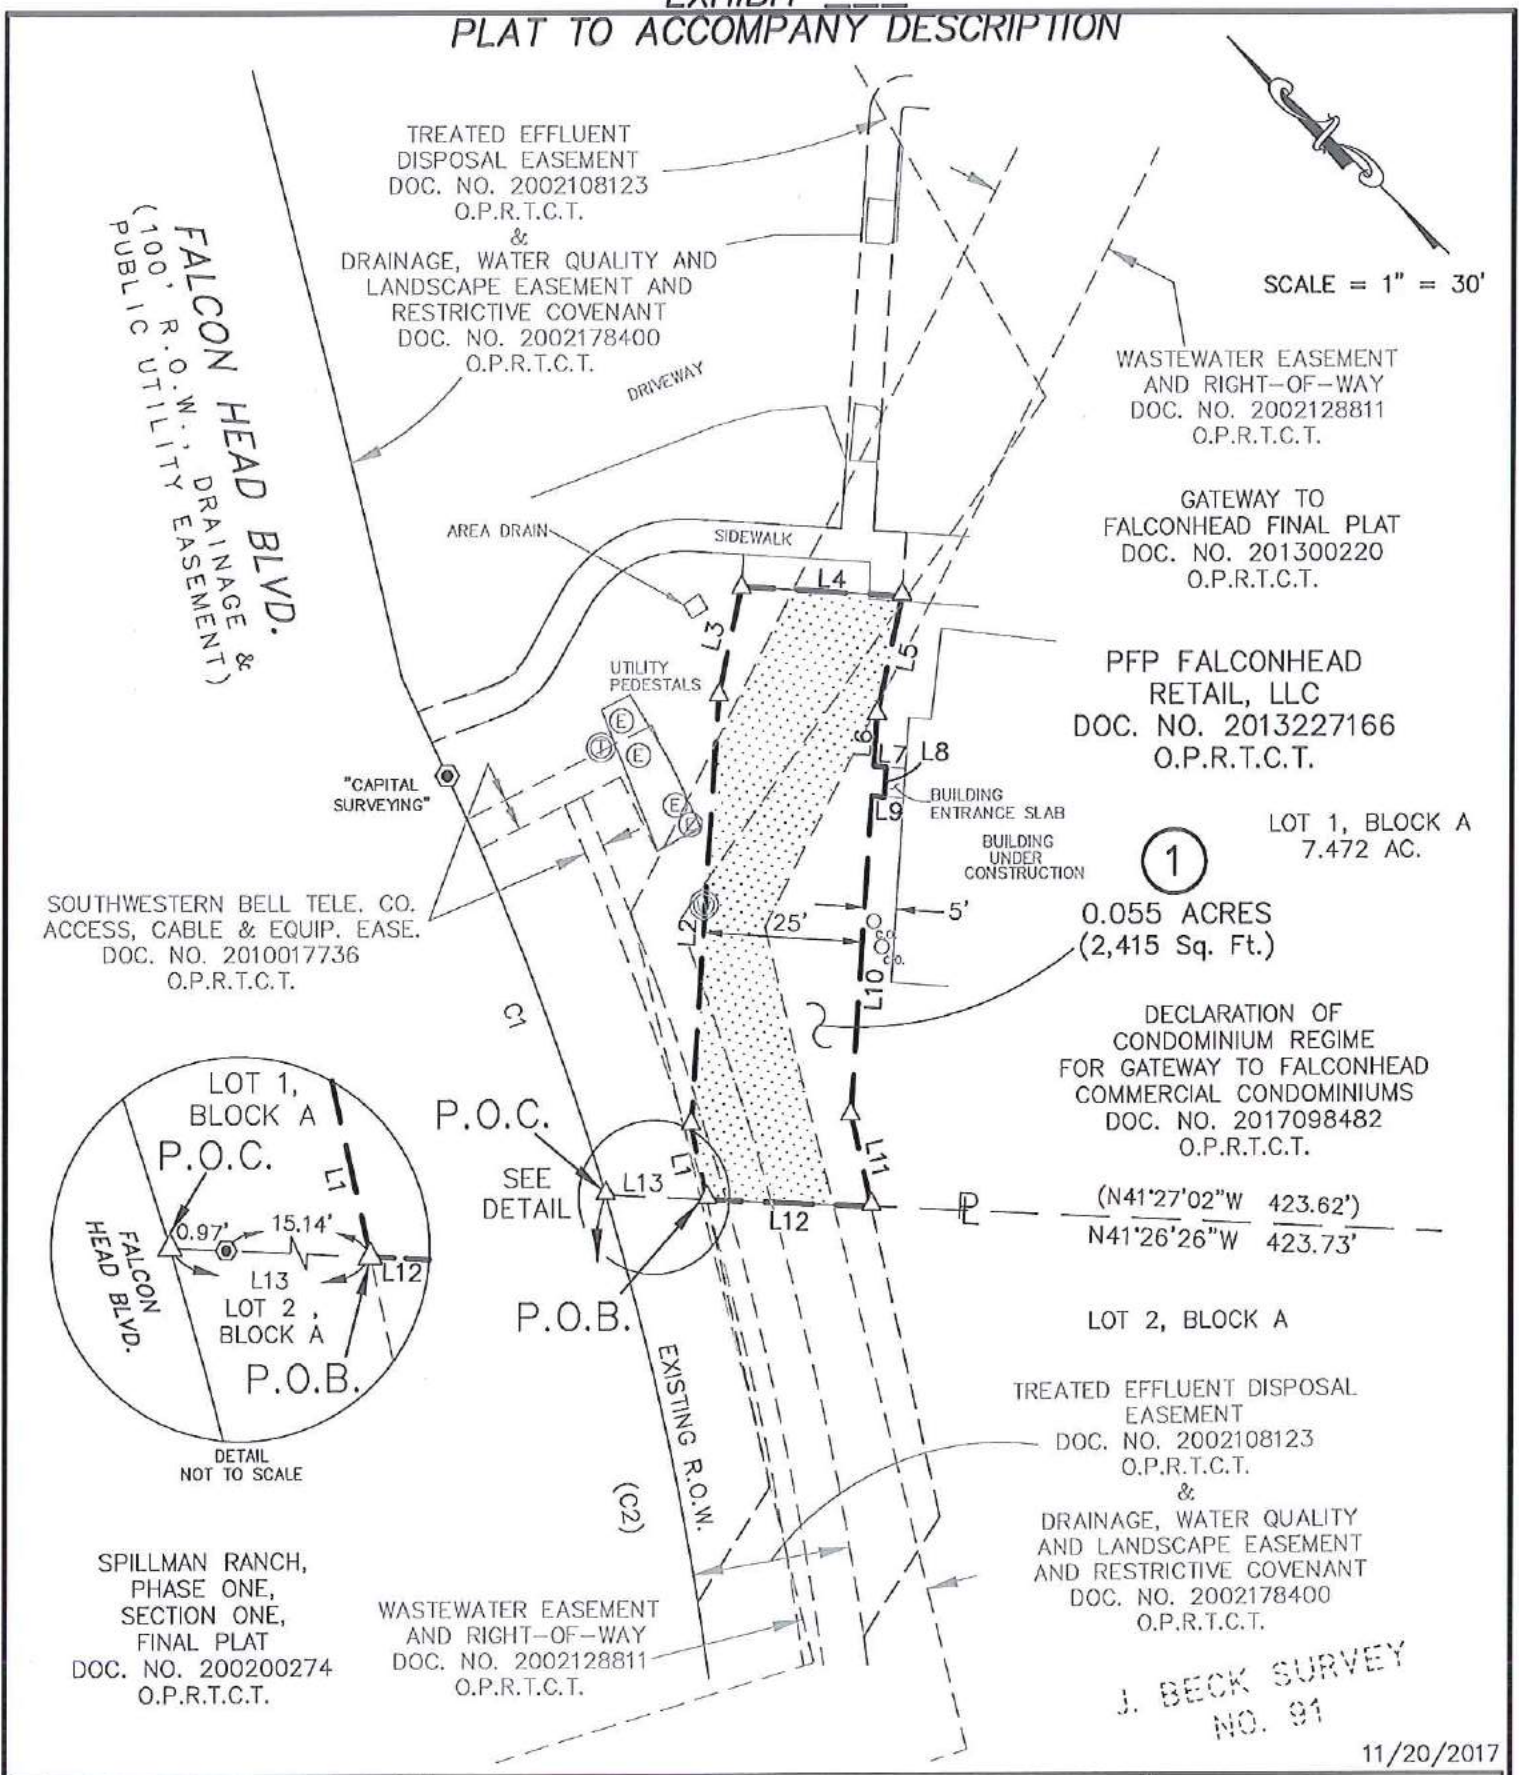 EXHIBIT ___
PLAT TO ACCOMPANY DESCRIPTION
TREATED EFFLUENT
DISPOSAL EASEMENT
DOC. NO. 2002108123
O.P.R.T.C.T.
&
DRAINAGE, WATER QUALITY AND
LANDSCAPE EASEMENT AND
RESTRICTIVE COVENANT
DOC. NO. 2002178400
O.P.R.T.C.T.
SCALE = 1" = 30'
FALCON HEAD BLVD.
(100' R.O.W., DRAINAGE &
PUBLIC UTILITY EASEMENT)
DRIVEWAY
WASTEWATER EASEMENT
AND RIGHT-OF-WAY
DOC. NO. 2002128811
O.P.R.T.C.T.
GATEWAY TO
FALCONHEAD FINAL PLAT
DOC. NO. 201300220
O.P.R.T.C.T.
AREA DRAIN
SIDEWALK
L4
L3
L5
UTILITY
PEDESTALS
E
E
E
E
T
PFP FALCONHEAD
RETAIL, LLC
DOC. NO. 2013227166
O.P.R.T.C.T.
L6
L7
L8
L9
BUILDING
ENTRANCE SLAB
BUILDING
UNDER
CONSTRUCTION
"CAPITAL
SURVEYING"
LOT 1, BLOCK A
7.472 AC.
1
0.055 ACRES
(2,415 Sq. Ft.)
SOUTHWESTERN BELL TELE. CO.
ACCESS, CABLE & EQUIP. EASE.
DOC. NO. 2010017736
O.P.R.T.C.T.
L2
25'
5'
C.O.
C.O.
L10
C1
DECLARATION OF
CONDOMINIUM REGIME
FOR GATEWAY TO FALCONHEAD
COMMERCIAL CONDOMINIUMS
DOC. NO. 2017098482
O.P.R.T.C.T.
LOT 1,
BLOCK A
P.O.C.
L1
0.97'
15.14'
L13
L12
FALCON
HEAD BLVD.
LOT 2 ,
BLOCK A
P.O.B.
DETAIL
NOT TO SCALE
P.O.C.
SEE
DETAIL
L13
L1
L11
L12
PL
(N41°27'02"W 423.62')
N41°26'26"W 423.73'
P.O.B.
LOT 2, BLOCK A
EXISTING R.O.W.
(C2)
TREATED EFFLUENT DISPOSAL
EASEMENT
DOC. NO. 2002108123
O.P.R.T.C.T.
&
DRAINAGE, WATER QUALITY
AND LANDSCAPE EASEMENT
AND RESTRICTIVE COVENANT
DOC. NO. 2002178400
O.P.R.T.C.T.
SPILLMAN RANCH,
PHASE ONE,
SECTION ONE,
FINAL PLAT
DOC. NO. 200200274
O.P.R.T.C.T.
WASTEWATER EASEMENT
AND RIGHT-OF-WAY
DOC. NO. 2002128811
O.P.R.T.C.T.
J. BECK SURVEY
NO. 91
11/20/2017